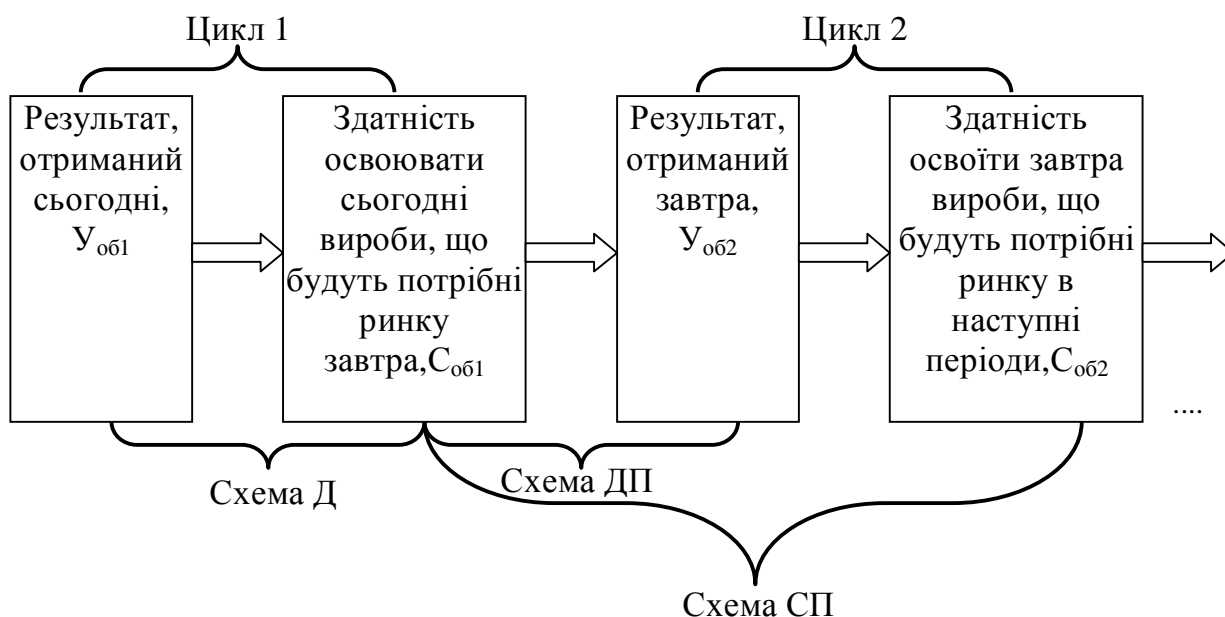 Цикл 1
Цикл 2
Результат,
отриманий
сьогодні,
Уоб1
Здатність
освоювати
сьогодні
вироби, що
будуть потрібні
ринку
завтра,Соб1
Результат,
отриманий
завтра,
Уоб2
Здатність
освоїти завтра
вироби, що
будуть потрібні
ринку в
наступні
періоди,Соб2
....
Схема Д
Схема ДП
Схема СП